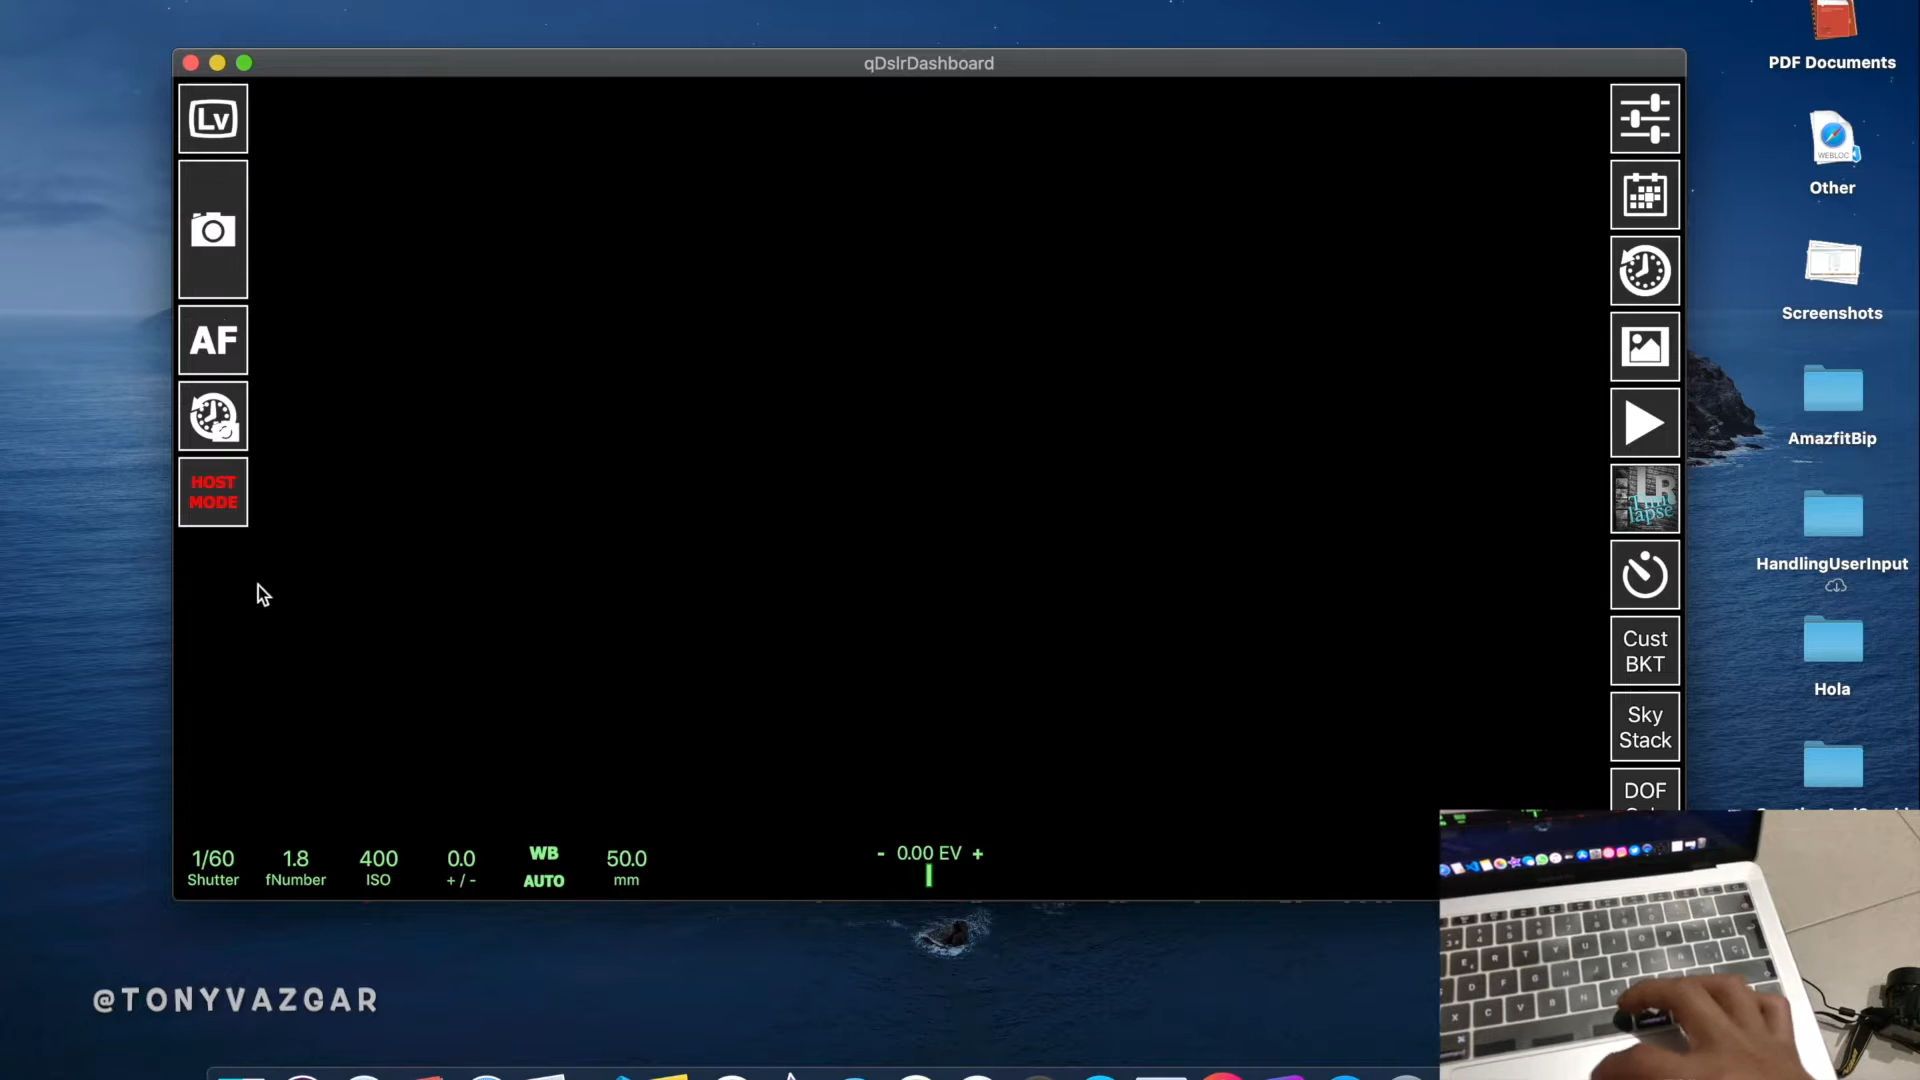 qDslrDashboard
Lv
AF
HOST
MODE
1/60
Shutter
1.8
fNumber
400
ISO
0.0
+ / -
WB
AUTO
50.0
mm
- 0.00 EV +
LR
Time
lapse
Cust
BKT
Sky
Stack
DOF
PDF Documents
WEBLOC
Other
Screenshots
AmazfitBip
HandlingUserInput
Hola
@TONYVAZGAR